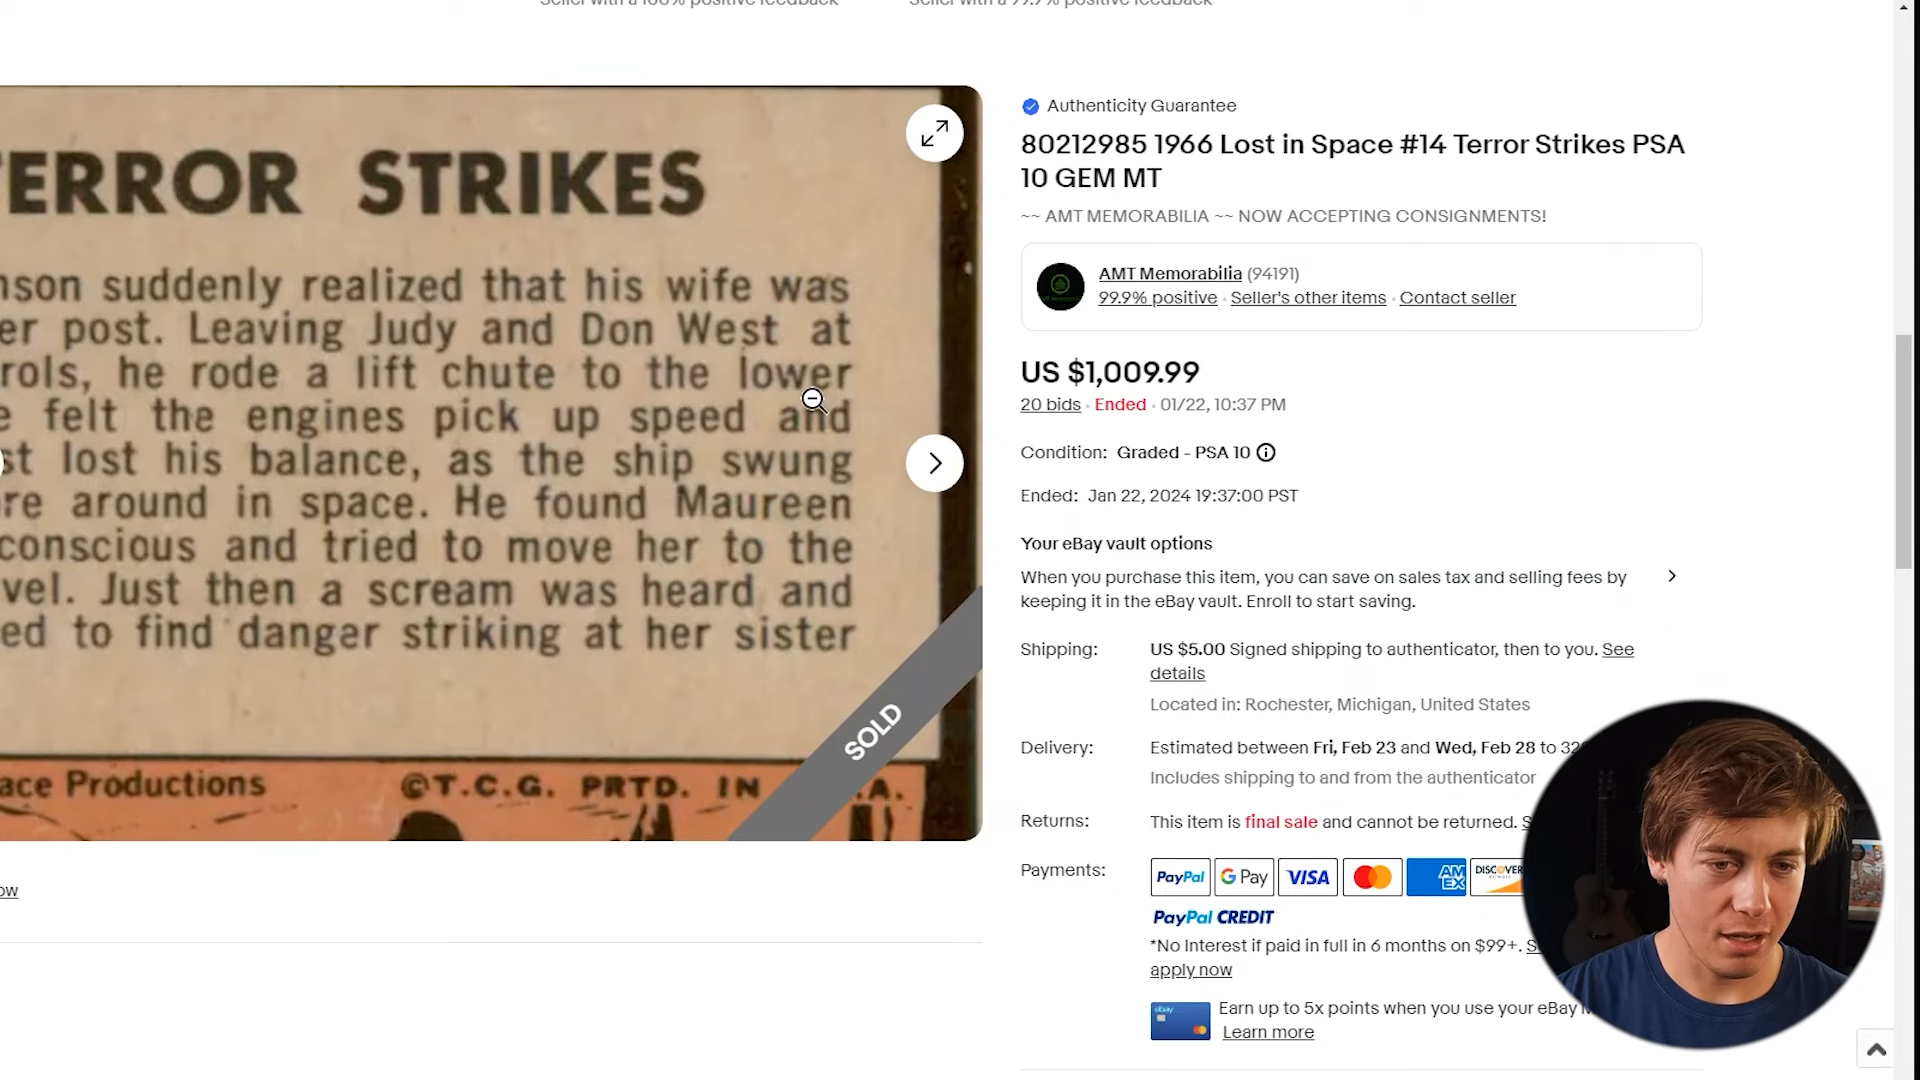 TERROR STRIKES
nson suddenly realized that his wife was
er post. Leaving Judy and Don West at
rols, he rode a lift chute to the lower
e felt the engines pick up speed and
st lost his balance, as the ship swung
re around in space. He found Maureen
conscious and tried to move her to the
vel. Just then a scream was heard and
ed to find danger striking at her sister
ace Productions ©T.C.G. PRTD. IN .A.
SOLD
ow
Authenticity Guarantee
80212985 1966 Lost in Space #14 Terror Strikes PSA
10 GEM MT
~~ AMT MEMORABILIA ~~ NOW ACCEPTING CONSIGNMENTS!
AMT Memorabilia (94191)
99.9% positive · Seller's other items · Contact seller
US $1,009.99
20 bids · Ended · 01/22, 10:37 PM
Condition: Graded - PSA 10
Ended: Jan 22, 2024 19:37:00 PST
Your eBay vault options
When you purchase this item, you can save on sales tax and selling fees by
keeping it in the eBay vault. Enroll to start saving.
Shipping: US $5.00 Signed shipping to authenticator, then to you. See
details
Located in: Rochester, Michigan, United States
Delivery: Estimated between Fri, Feb 23 and Wed, Feb 28 to 32
Includes shipping to and from the authenticator
Returns: This item is final sale and cannot be returned.
Payments: PayPal G Pay VISA AM EX DISCOVER
PayPal CREDIT
*No Interest if paid in full in 6 months on $99+.
apply now
ebay
Earn up to 5x points when you use your eBay
Learn more